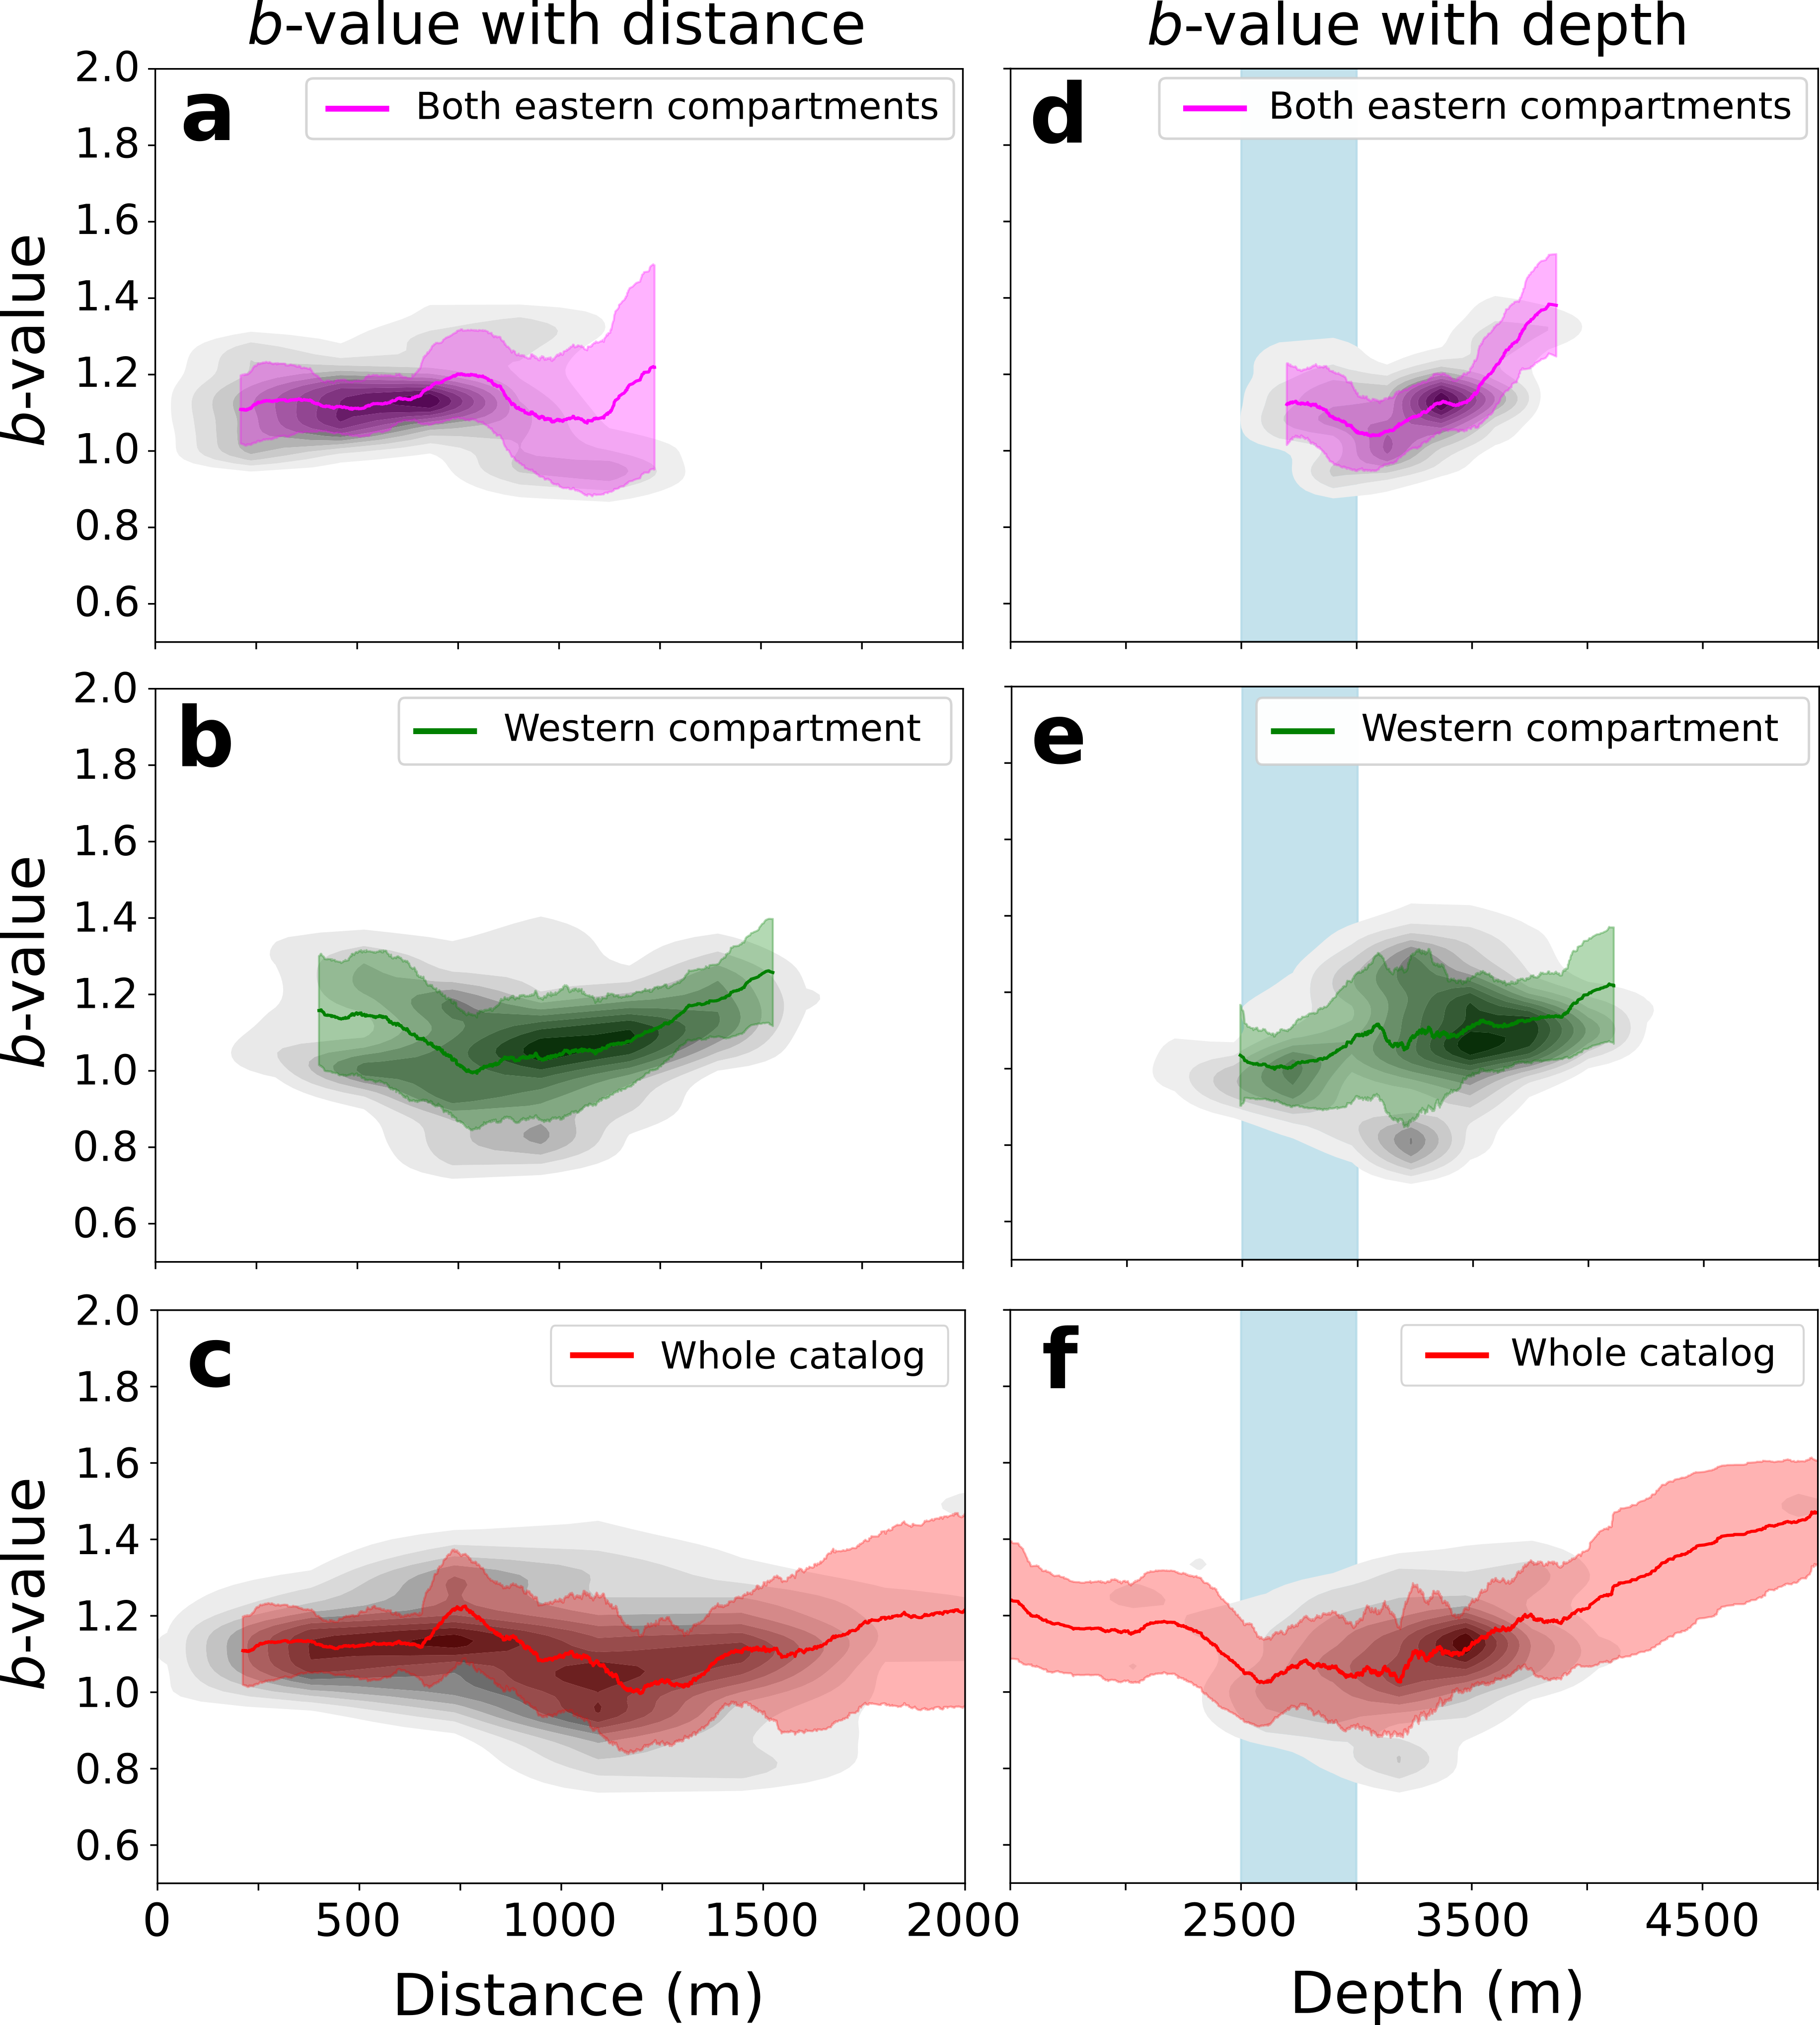 b-value with distance
b-value with depth
a
Both eastern compartments
d
Both eastern compartments
2.0
1.8
1.6
1.4
1.2
1.0
0.8
0.6
b-value
b
Western compartment
e
Western compartment
2.0
1.8
1.6
1.4
1.2
1.0
0.8
0.6
b-value
c
Whole catalog
f
Whole catalog
2.0
1.8
1.6
1.4
1.2
1.0
0.8
0.6
b-value
0 500 1000 1500 2000
2500 3500 4500
Distance (m)
Depth (m)